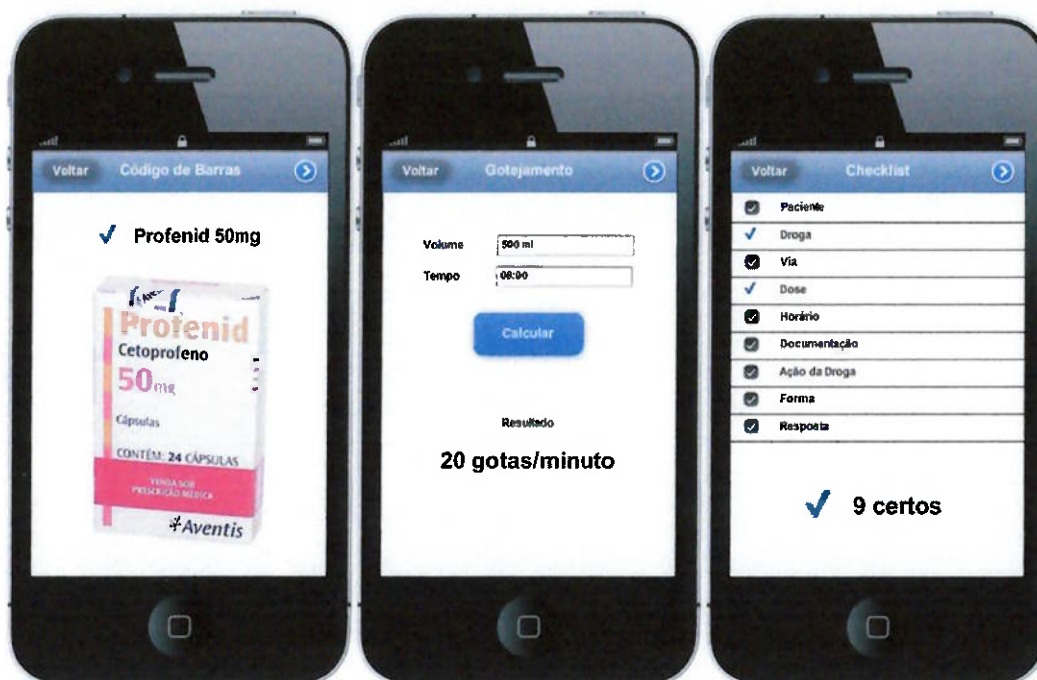 Voltar Código de Barras
Profenid 50mg
Profenid
Cetoprofeno
50mg
Cápsulas
CONTÉM: 24 CÁPSULAS
VENDA SOB
PRESCRIÇÃO MÉDICA
Aventis
Voltar Gotejamento
Volume 500 ml
Tempo 08:00
Calcular
Resultado
20 gotas/minuto
Voltar Checklist
Paciente
Droga
Via
Dose
Horário
Documentação
Ação da Droga
Forma
Resposta
9 certos